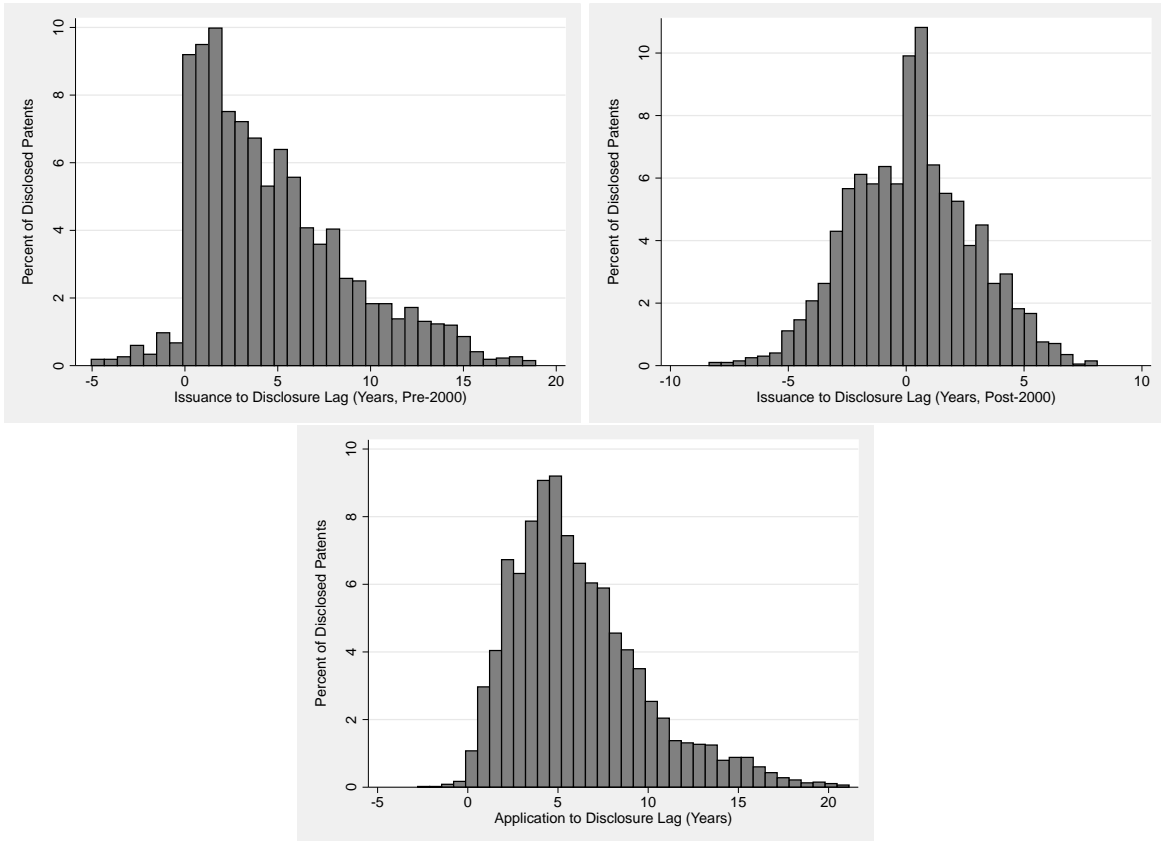 Percent of Disclosed Patents
10
8
6
4
2
0
-5 0 5 10 15 20
Issuance to Disclosure Lag (Years, Pre-2000)
Percent of Disclosed Patents
10
8
6
4
2
0
-10 -5 0 5 10
Issuance to Disclosure Lag (Years, Post-2000)
Percent of Disclosed Patents
10
8
6
4
2
0
-5 0 5 10 15 20
Application to Disclosure Lag (Years)